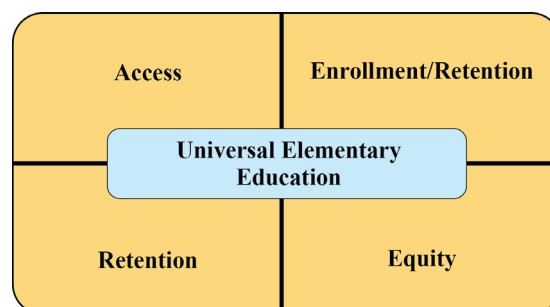 Access
Enrollment/Retention
Universal Elementary
Education
Retention
Equity